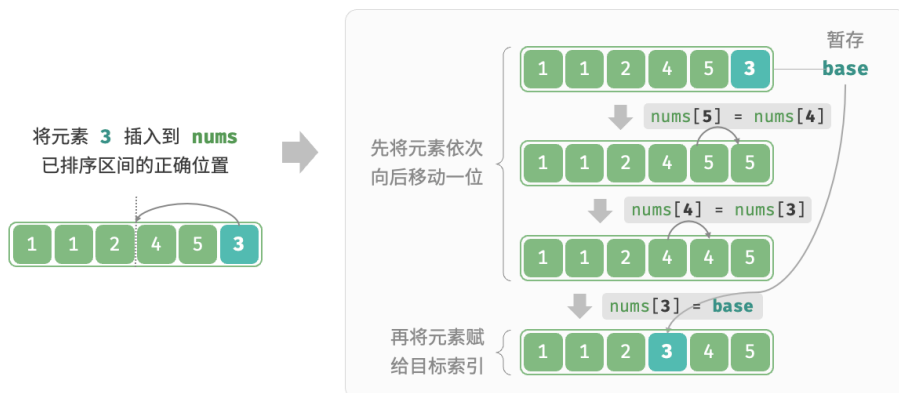 将元素 3 插入到 nums
已排序区间的正确位置
1 1 2 4 5 3
暂存
base
1 1 2 4 5 3
nums[5] = nums[4]
先将元素依次
向后移动一位
1 1 2 4 5 5
nums[4] = nums[3]
1 1 2 4 4 5
nums[3] = base
再将元素赋
给目标索引
1 1 2 3 4 5